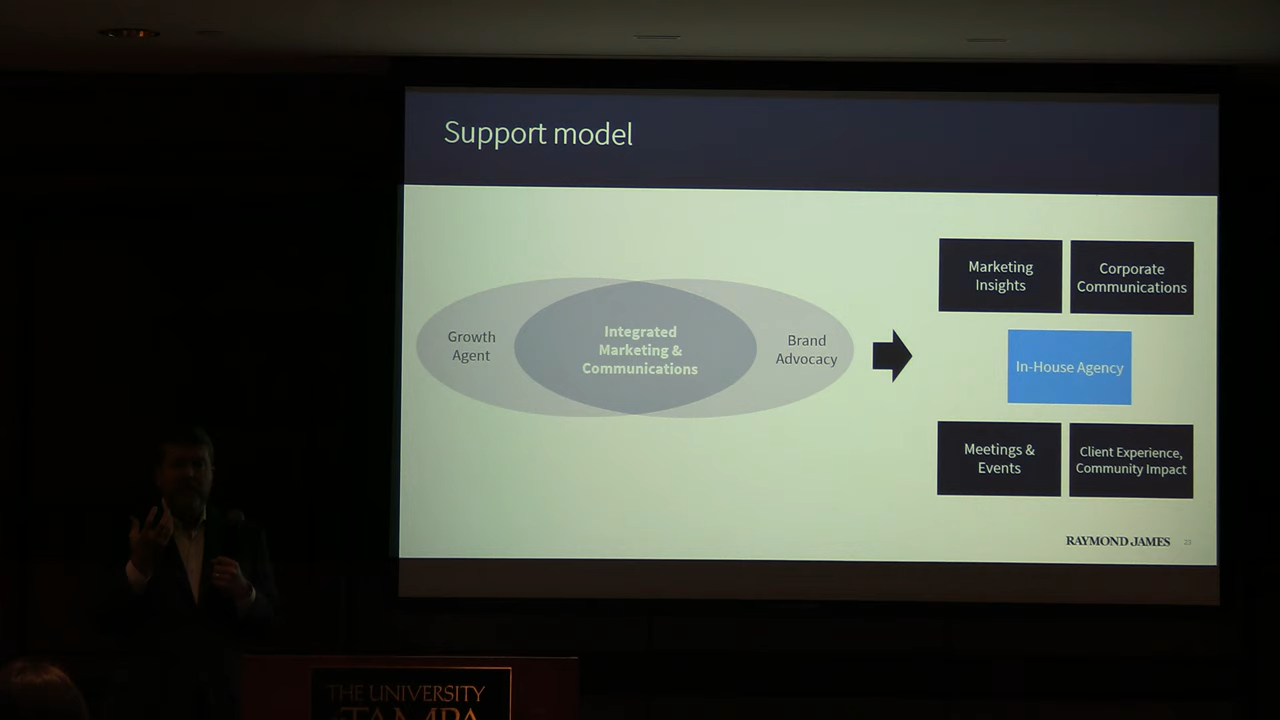 Support model
Growth
Agent
Integrated
Marketing &
Communications
Brand
Advocacy
Marketing
Insights
Corporate
Communications
In-House Agency
Meetings &
Events
Client Experience,
Community Impact
RAYMOND JAMES
THE UNIVERSITY
TAMPA